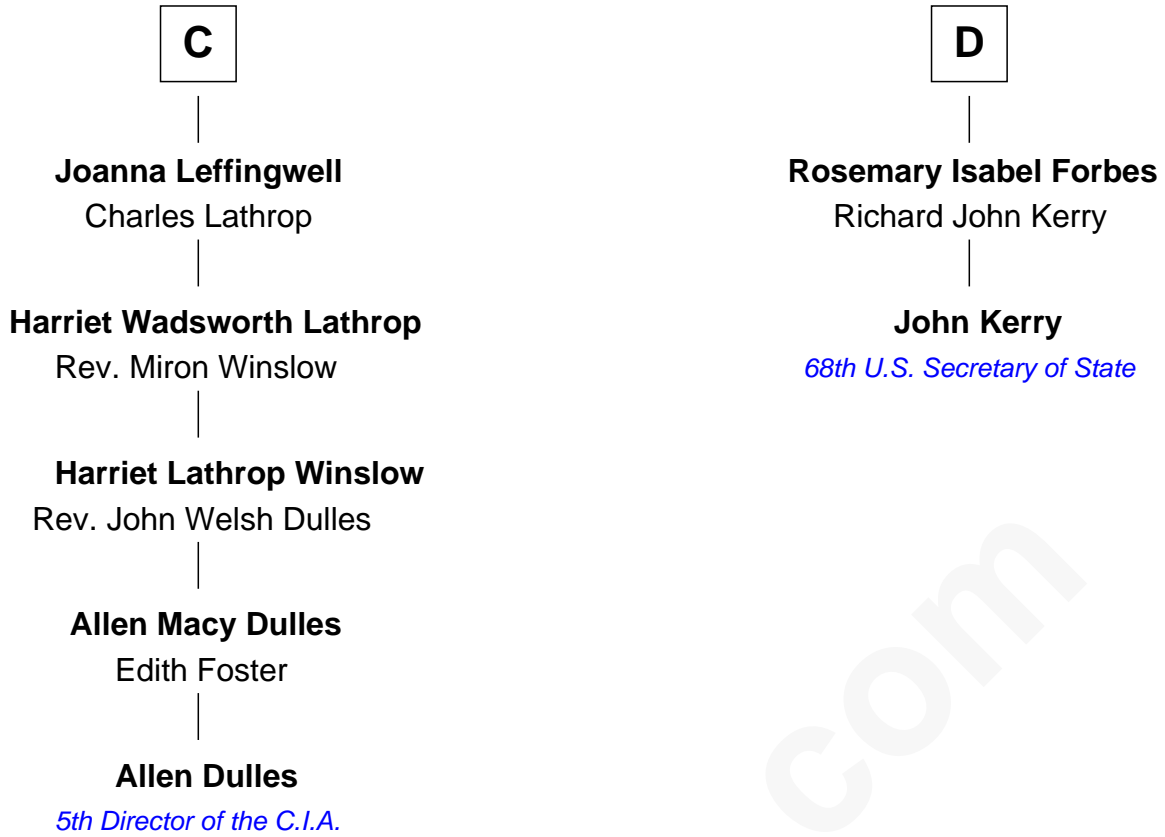 C
Joanna Leffingwell
Charles Lathrop
Harriet Wadsworth Lathrop
Rev. Miron Winslow
Harriet Lathrop Winslow
Rev. John Welsh Dulles
Allen Macy Dulles
Edith Foster
Allen Dulles
5th Director of the C.I.A.
D
Rosemary Isabel Forbes
Richard John Kerry
John Kerry
68th U.S. Secretary of State
com